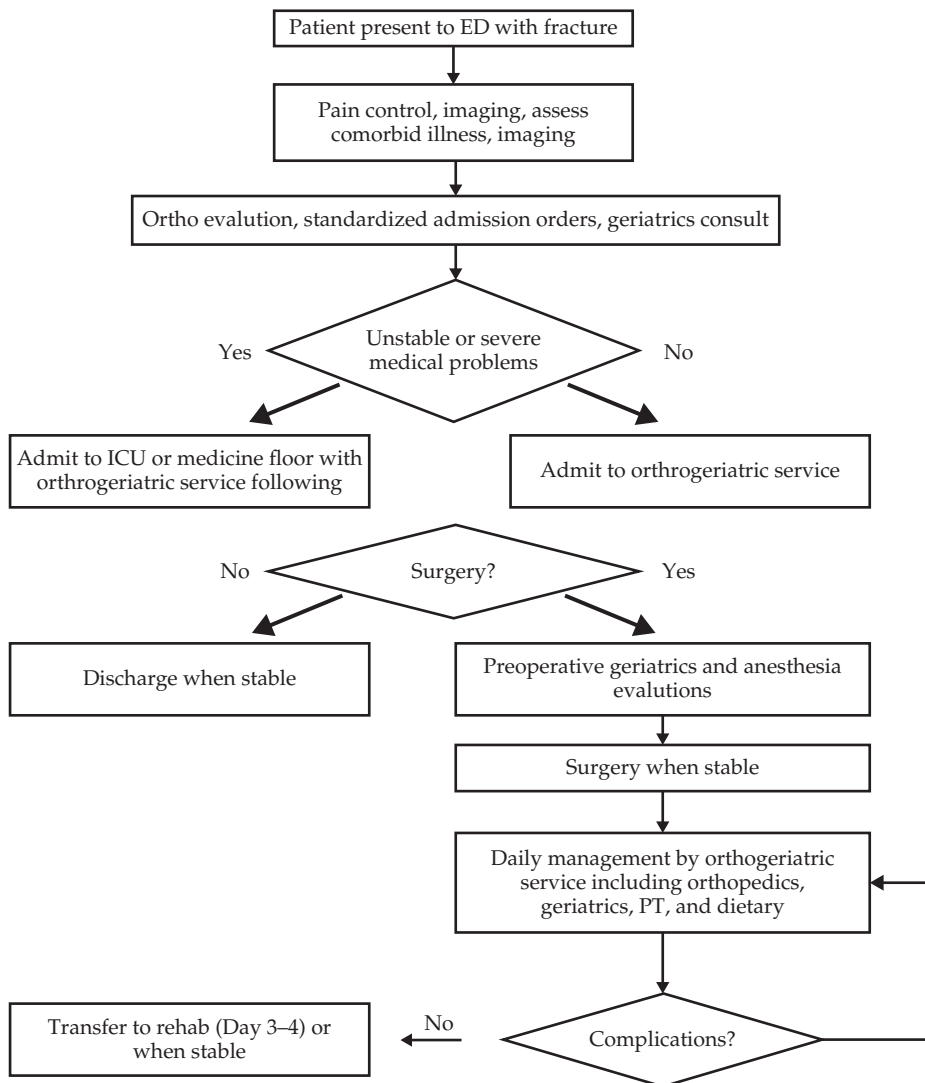 Patient present to ED with fracture
Pain control, imaging, assess
comorbid illness, imaging
Ortho evalution, standardized admission orders, geriatrics consult
Yes
Unstable or severe
medical problems
No
Admit to ICU or medicine floor with
orthrogeriatric service following
Admit to orthrogeriatric service
No
Surgery?
Yes
Discharge when stable
Preoperative geriatrics and anesthesia
evalutions
Surgery when stable
Daily management by orthogeriatric
service including orthopedics,
geriatrics, PT, and dietary
Transfer to rehab (Day 3–4) or
when stable
No
Complications?